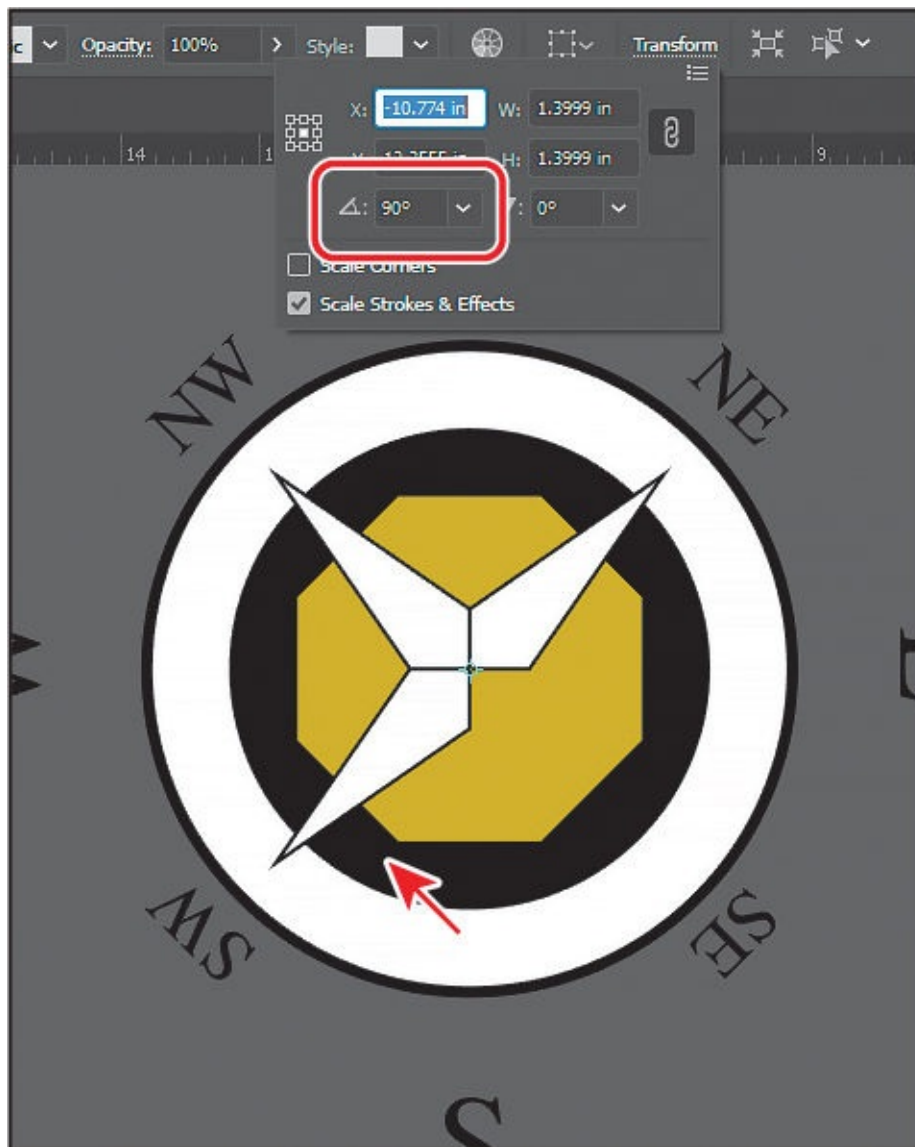 c Opacity: 100% Style: Transform
X: -10.774 in W: 1.3999 in
H: 1.3999 in
90° 0°
14 1 9
Scale Corners
Scale Strokes & Effects
NW NE
W E
SW SE
S